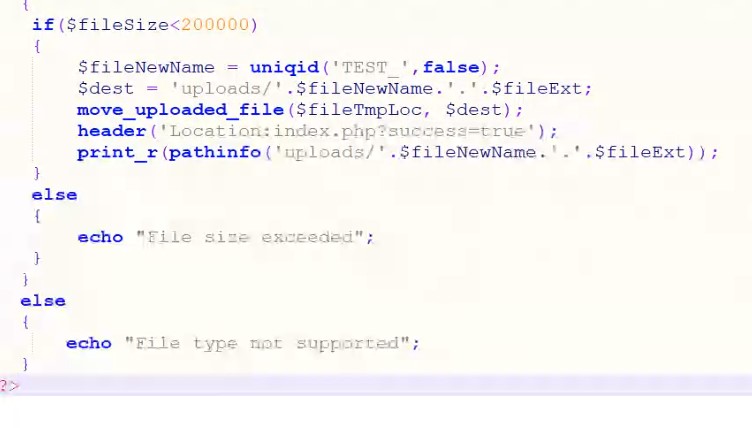 {
if($fileSize<200000)
{
$fileNewName = uniqid('TEST_',false);
$dest = 'uploads/'.$fileNewName.'.'.$fileExt;
move_uploaded_file($fileTmpLoc, $dest);
header('Location:index.php?success=true');
print_r(pathinfo('uploads/'.$fileNewName.'.'.$fileExt));
}
else
{
echo "File size exceeded";
}
}
else
{
echo "File type not supported";
}
?>